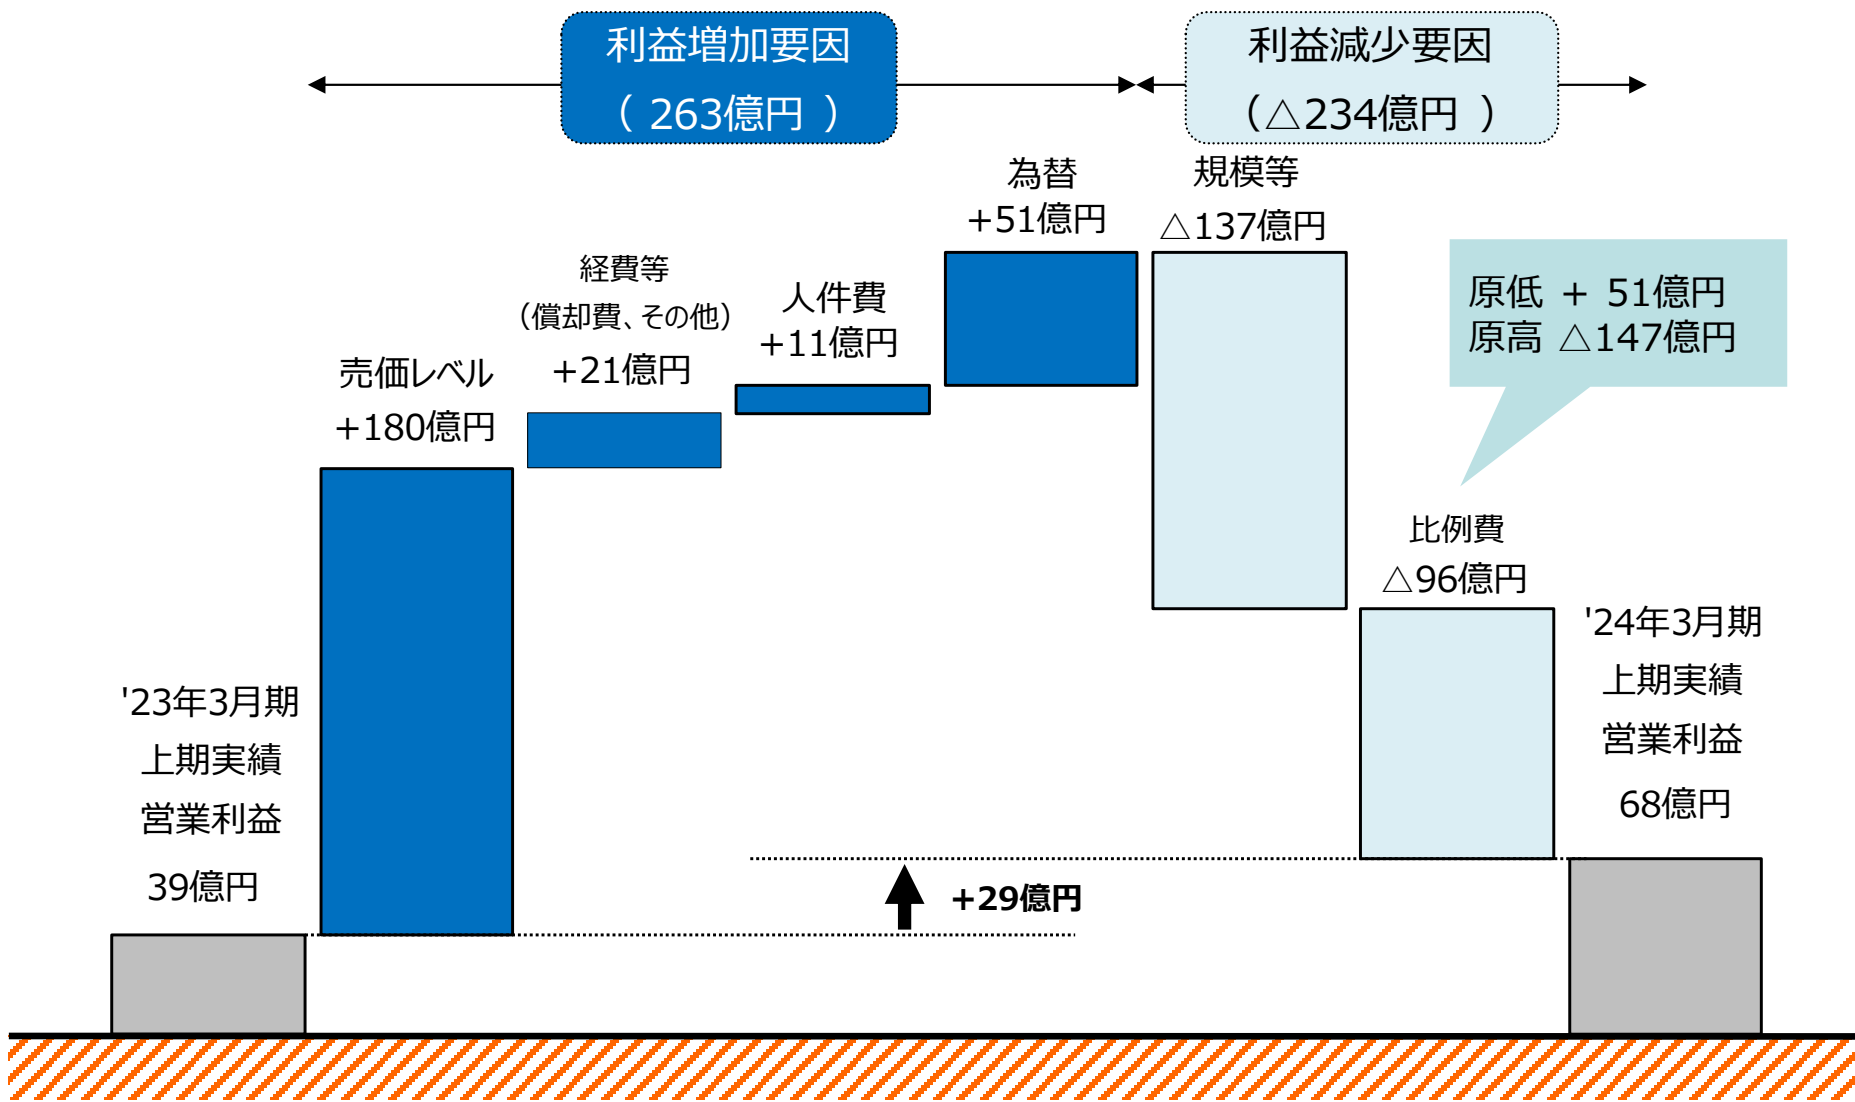 利益増加要因
（ 263億円 ）
利益減少要因
（△234億円 ）
'23年3月期
上期実績
営業利益
39億円
売価レベル
+180億円
経費等
（償却費、その他）
+21億円
人件費
+11億円
為替
+51億円
規模等
△137億円
原低 + 51億円
原高 △147億円
比例費
△96億円
'24年3月期
上期実績
営業利益
68億円
+29億円